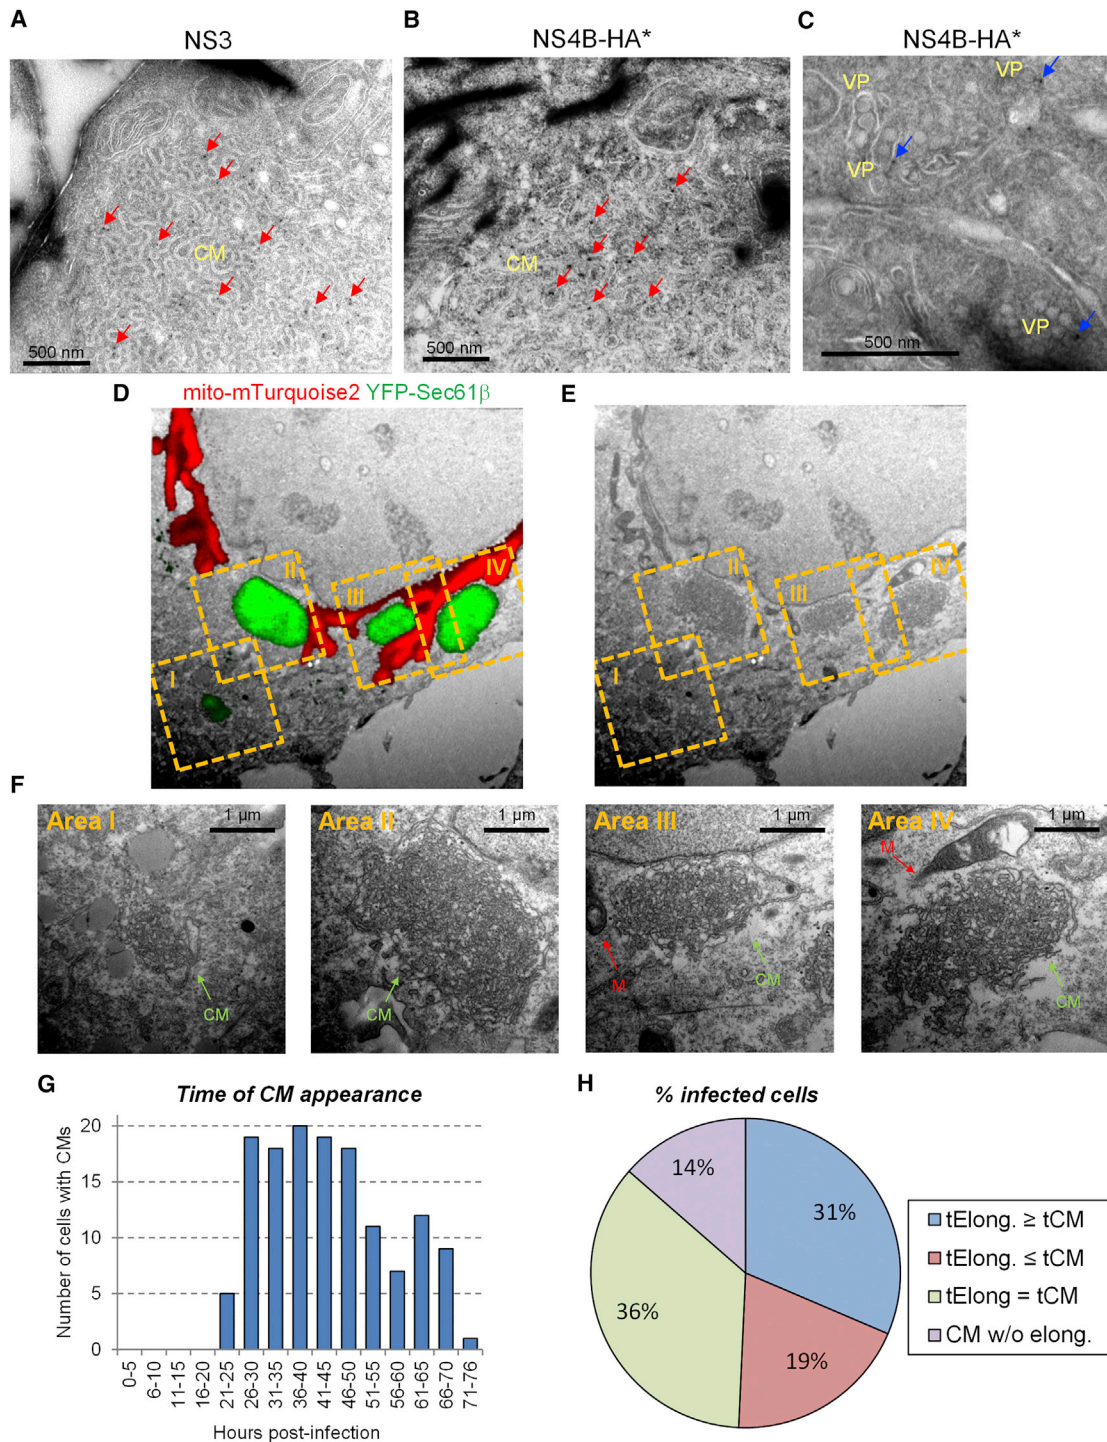 A
NS3
CM
500 nm
B
NS4B-HA*
CM
500 nm
C
NS4B-HA*
VP
VP
VP
VP
500 nm
D
mito-mTurquoise2 YFP-Sec61β
I
II
III
IV
E
I
II
III
IV
F
Area I
1 µm
CM
Area II
1 µm
CM
Area III
1 µm
M
CM
Area IV
1 µm
M
CM
G
Time of CM appearance
Number of cells with CMs
20
15
10
5
0
0-5
6-10
11-15
16-20
21-25
26-30
31-35
36-40
41-45
46-50
51-55
56-60
61-65
66-70
71-76
Hours post-infection
H
% infected cells
14%
31%
36%
19%
tElong. ≥ tCM
tElong. ≤ tCM
tElong = tCM
CM w/o elong.